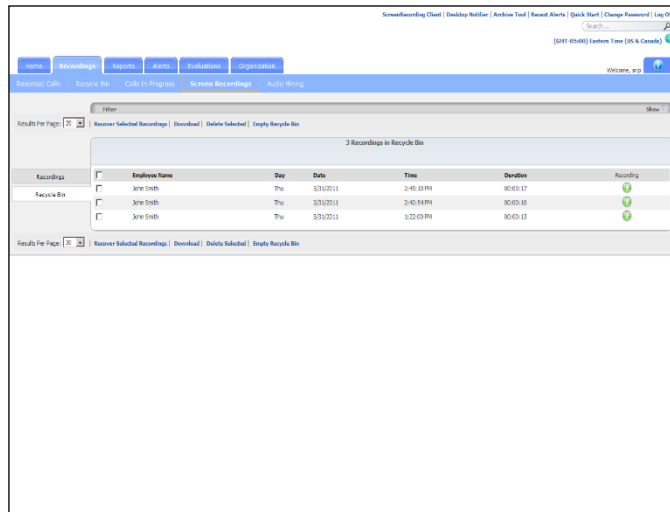 ScreenRecording Client | Desktop Notifier | Archive Tool | Recent Alerts | Quick Start | Change Password | Log O
Search...
(GMT-05:00) Eastern Time (US & Canada)
Home Recordings Reports Alerts Evaluations Organization
Welcome, srip
Recorded Calls Recycle Bin Calls In Progress Screen Recordings Audio Mining
Filter Show
Results Per Page: 20 | Recover Selected Recordings | Download | Delete Selected | Empty Recycle Bin
3 Recordings in Recycle Bin
Recordings
Recycle Bin
Employee Name Day Date Time Duration Recording
John Smith Thu 3/31/2011 2:45:10 PM 00:00:17
John Smith Thu 3/31/2011 2:40:54 PM 00:00:10
John Smith Thu 3/31/2011 1:22:03 PM 00:00:13
Results Per Page: 20 | Recover Selected Recordings | Download | Delete Selected | Empty Recycle Bin